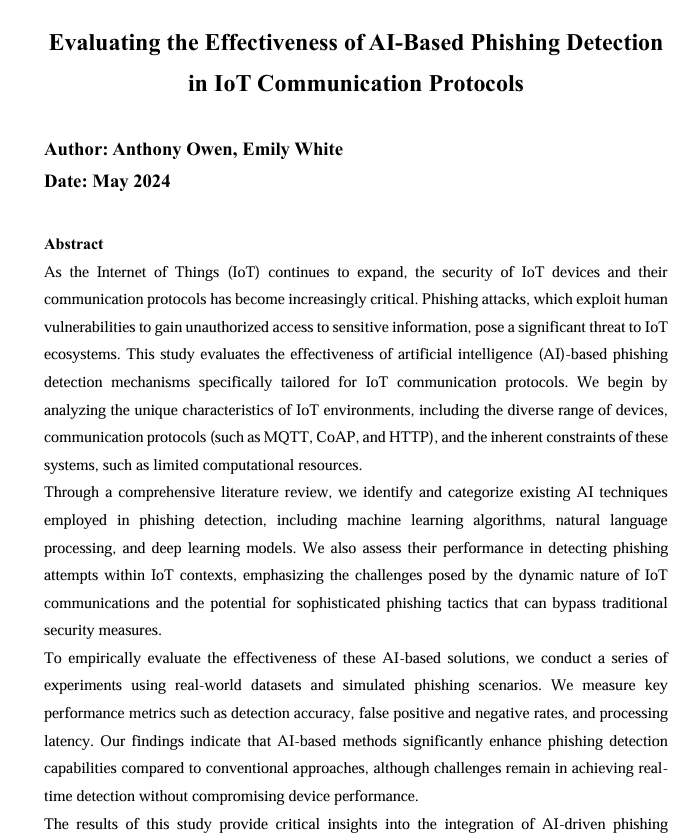 Evaluating the Effectiveness of AI-Based Phishing Detection
in IoT Communication Protocols
Author: Anthony Owen, Emily White
Date: May 2024
Abstract
As the Internet of Things (IoT) continues to expand, the security of IoT devices and their
communication protocols has become increasingly critical. Phishing attacks, which exploit human
vulnerabilities to gain unauthorized access to sensitive information, pose a significant threat to IoT
ecosystems. This study evaluates the effectiveness of artificial intelligence (AI)-based phishing
detection mechanisms specifically tailored for IoT communication protocols. We begin by
analyzing the unique characteristics of IoT environments, including the diverse range of devices,
communication protocols (such as MQTT, CoAP, and HTTP), and the inherent constraints of these
systems, such as limited computational resources.
Through a comprehensive literature review, we identify and categorize existing AI techniques
employed in phishing detection, including machine learning algorithms, natural language
processing, and deep learning models. We also assess their performance in detecting phishing
attempts within IoT contexts, emphasizing the challenges posed by the dynamic nature of IoT
communications and the potential for sophisticated phishing tactics that can bypass traditional
security measures.
To empirically evaluate the effectiveness of these AI-based solutions, we conduct a series of
experiments using real-world datasets and simulated phishing scenarios. We measure key
performance metrics such as detection accuracy, false positive and negative rates, and processing
latency. Our findings indicate that AI-based methods significantly enhance phishing detection
capabilities compared to conventional approaches, although challenges remain in achieving real-
time detection without compromising device performance.
The results of this study provide critical insights into the integration of AI-driven phishing